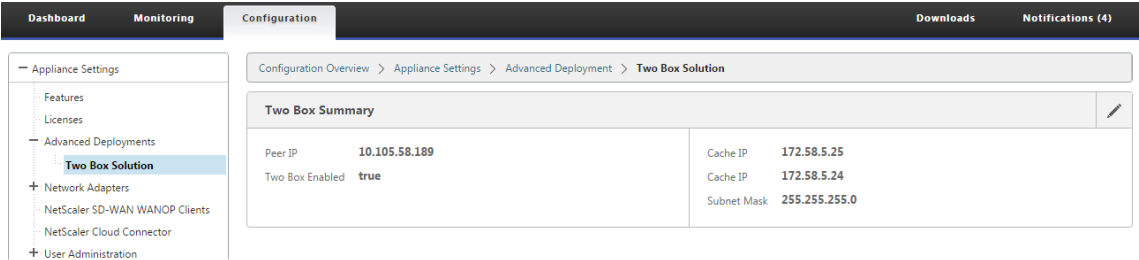 Dashboard Monitoring Configuration Downloads Notifications (4)
Appliance Settings
Features
Licenses
Advanced Deployments
Two Box Solution
Network Adapters
NetScaler SD-WAN WANOP Clients
NetScaler Cloud Connector
User Administration
Configuration Overview > Appliance Settings > Advanced Deployment > Two Box Solution
Two Box Summary
Peer IP 10.105.58.189
Two Box Enabled true
Cache IP 172.58.5.25
Cache IP 172.58.5.24
Subnet Mask 255.255.255.0